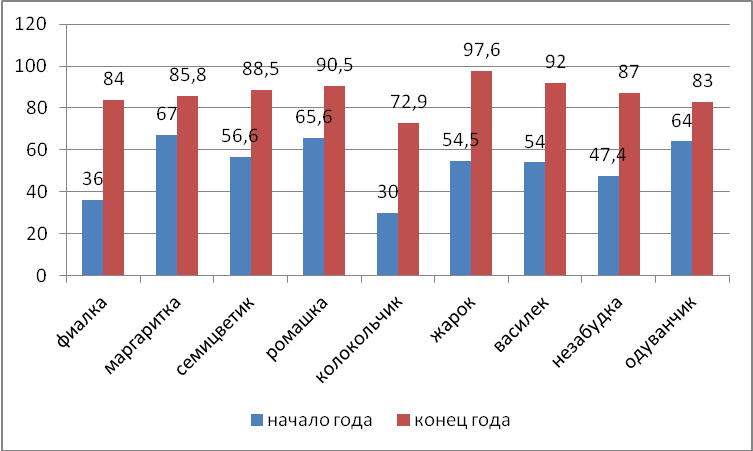 120
100
80
60
40
20
0
36
84
67
85,8
56,6
88,5
65,6
90,5
30
72,9
54,5
97,6
54
92
47,4
87
64
83
фиалка
маргаритка
семицветик
ромашка
колокольчик
жарок
василек
незабудка
одуванчик
начало года
конец года